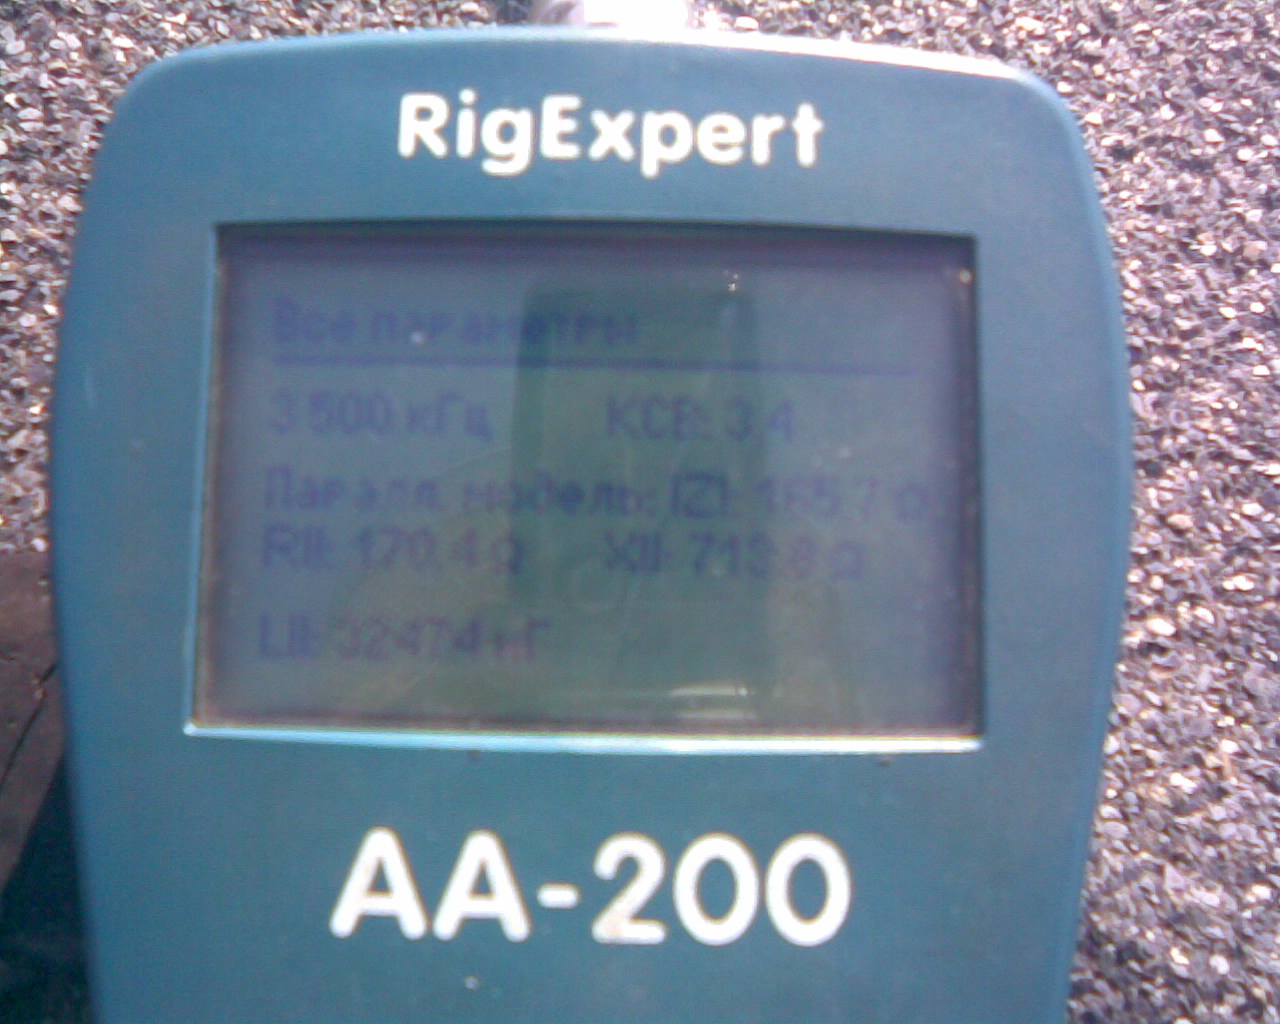 RigExpert
Все параметры
3 500 кГц КСВ: 3.4
Паралл. модель: |Z|: 165.7 Ω
R||: 170.4 Ω X||: 713.8 Ω
L||: 32474 нГ
AA-200